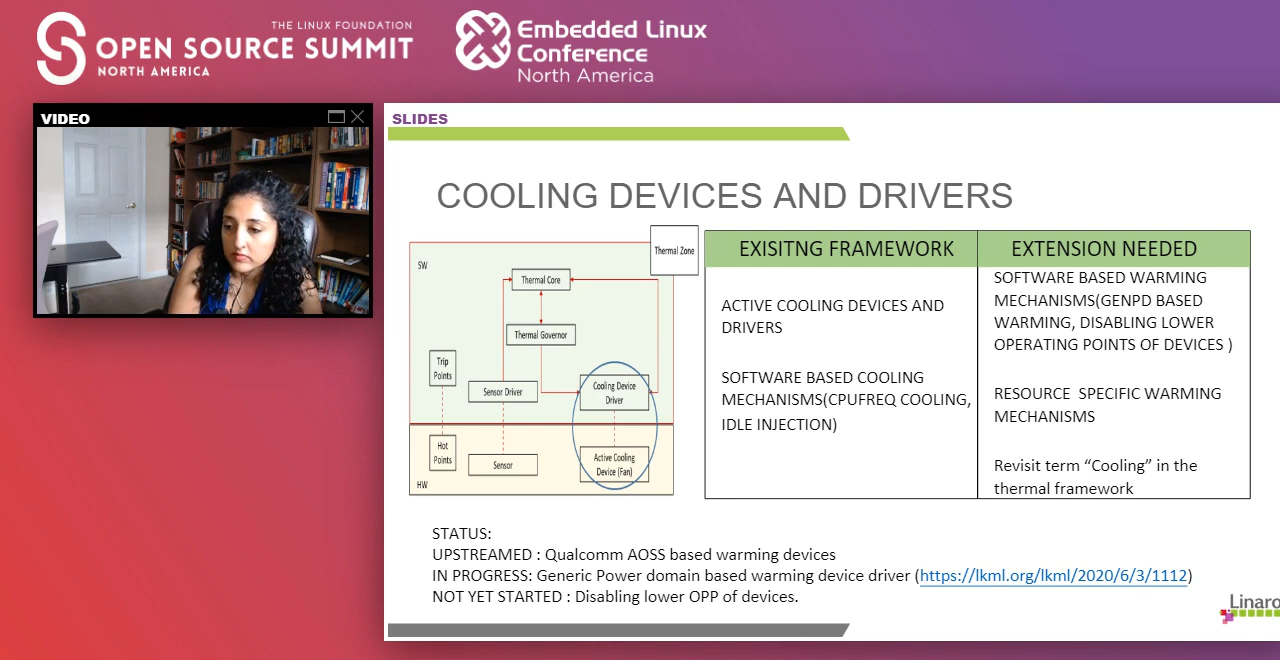 THE LINUX FOUNDATION
OPEN SOURCE SUMMIT
NORTH AMERICA
Embedded Linux
Conference
North America
VIDEO
SLIDES
COOLING DEVICES AND DRIVERS
Thermal Zone
SW
Thermal Core
Thermal Governor
Trip
Points
Sensor Driver
Cooling Device
Driver
Hot
Points
Sensor
Active Cooling
Device (Fan)
HW
EXISITNG FRAMEWORK
ACTIVE COOLING DEVICES AND
DRIVERS
SOFTWARE BASED COOLING
MECHANISMS(CPUFREQ COOLING,
IDLE INJECTION)
EXTENSION NEEDED
SOFTWARE BASED WARMING
MECHANISMS(GENPD BASED
WARMING, DISABLING LOWER
OPERATING POINTS OF DEVICES )
RESOURCE SPECIFIC WARMING
MECHANISMS
Revisit term “Cooling” in the
thermal framework
STATUS:
UPSTREAMED : Qualcomm AOSS based warming devices
IN PROGRESS: Generic Power domain based warming device driver (https://lkml.org/lkml/2020/6/3/1112)
NOT YET STARTED : Disabling lower OPP of devices.
Linaro